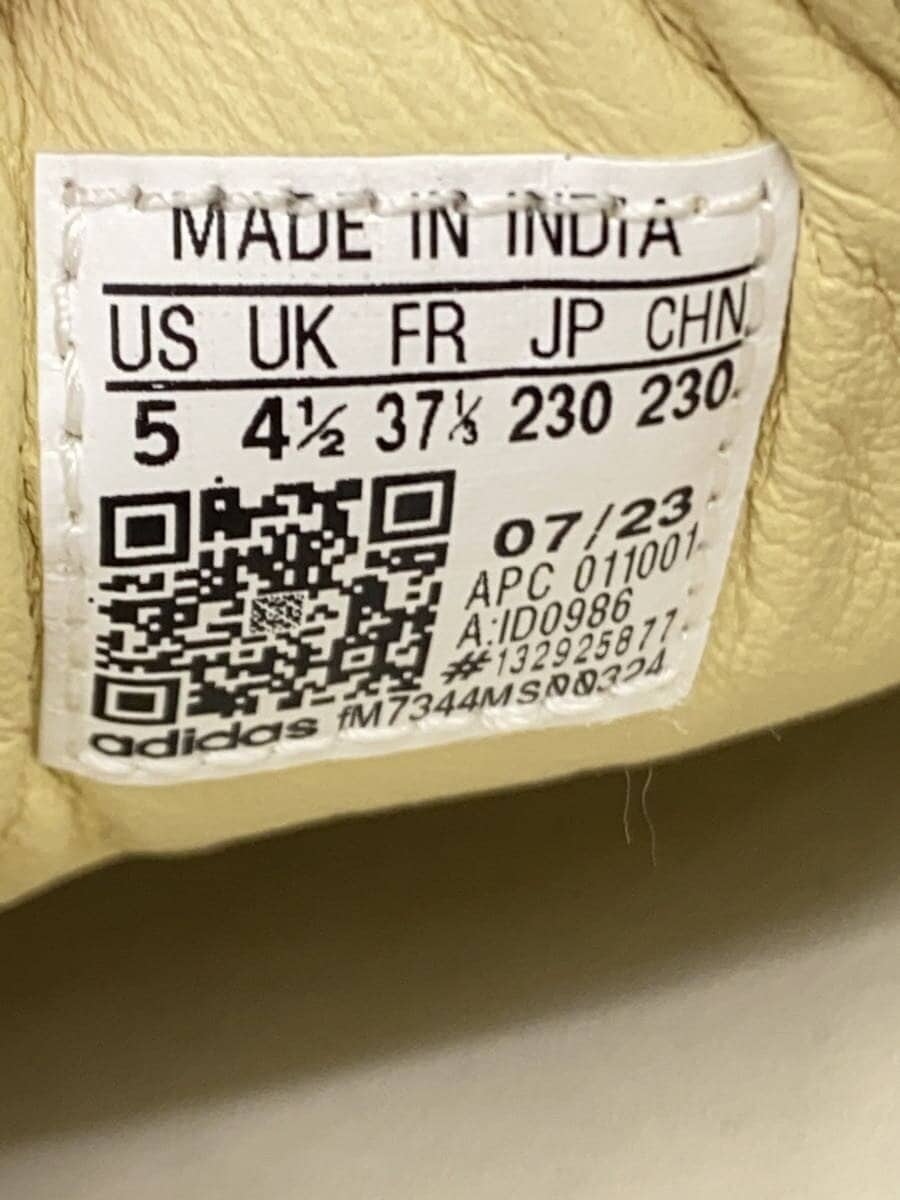 MADE IN INDIA
US UK FR JP CHN
5 4½ 37⅓ 230 230
07/23
APC 011001
A:ID0986
#132925877
adidas fM7344MS00324